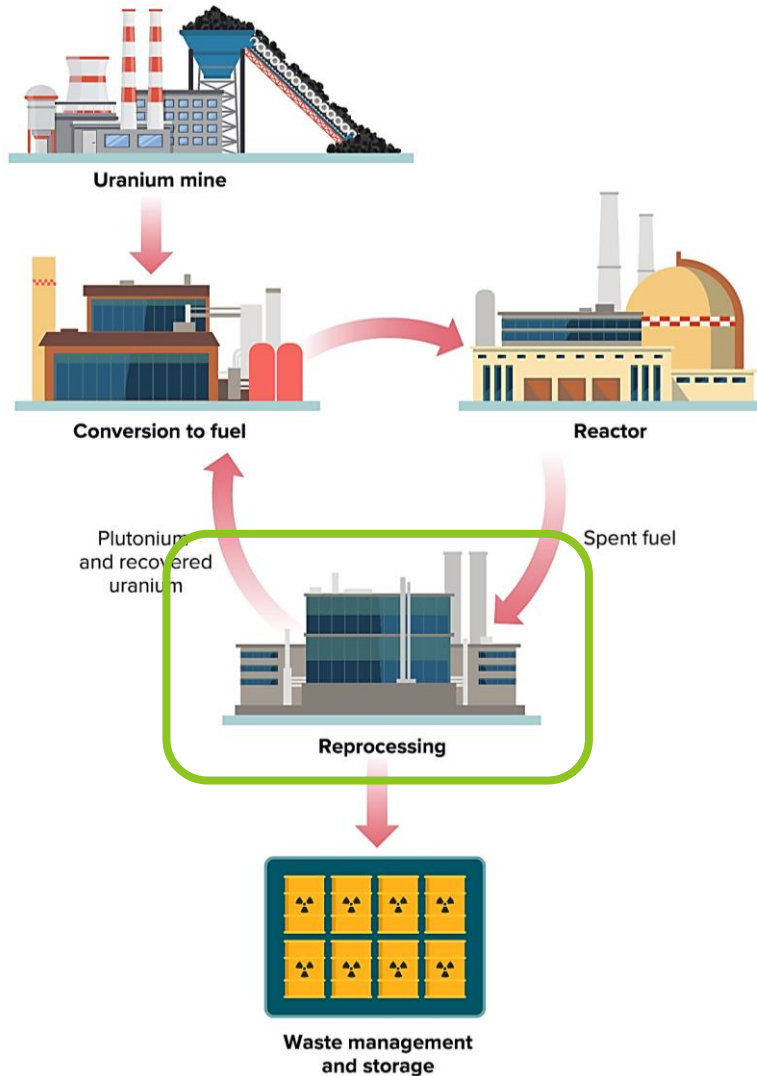 Uranium mine
Conversion to fuel
Reactor
Plutonium
and recovered
uranium
Spent fuel
Reprocessing
Waste management
and storage